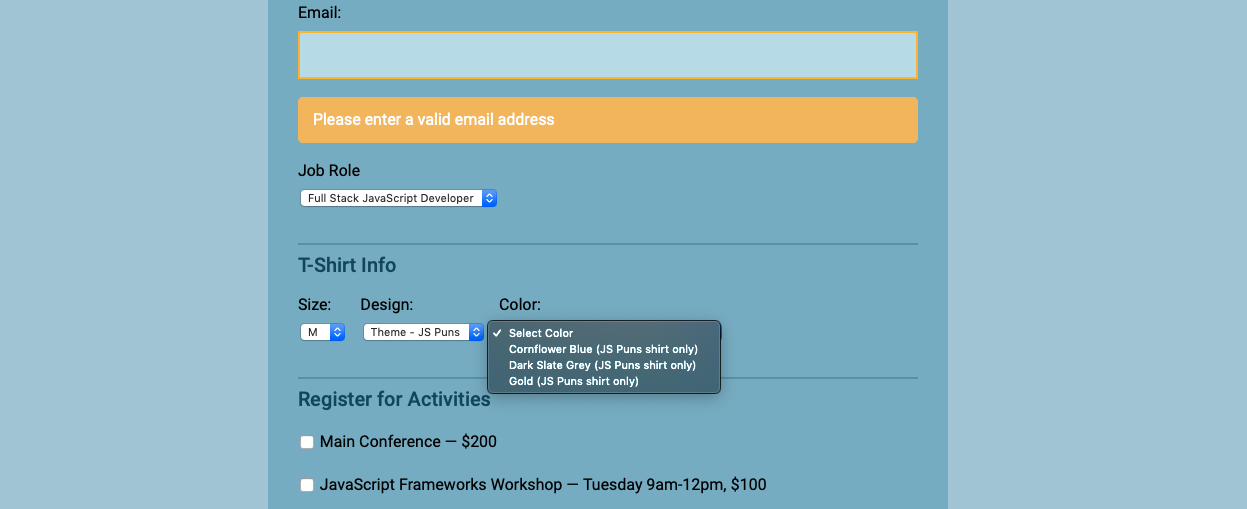 Email:
Please enter a valid email address
Job Role
Full Stack JavaScript Developer
T-Shirt Info
Size: Design: Color:
M Theme - JS Puns
✓ Select Color
Cornflower Blue (JS Puns shirt only)
Dark Slate Grey (JS Puns shirt only)
Gold (JS Puns shirt only)
Register for Activities
Main Conference — $200
JavaScript Frameworks Workshop — Tuesday 9am-12pm, $100